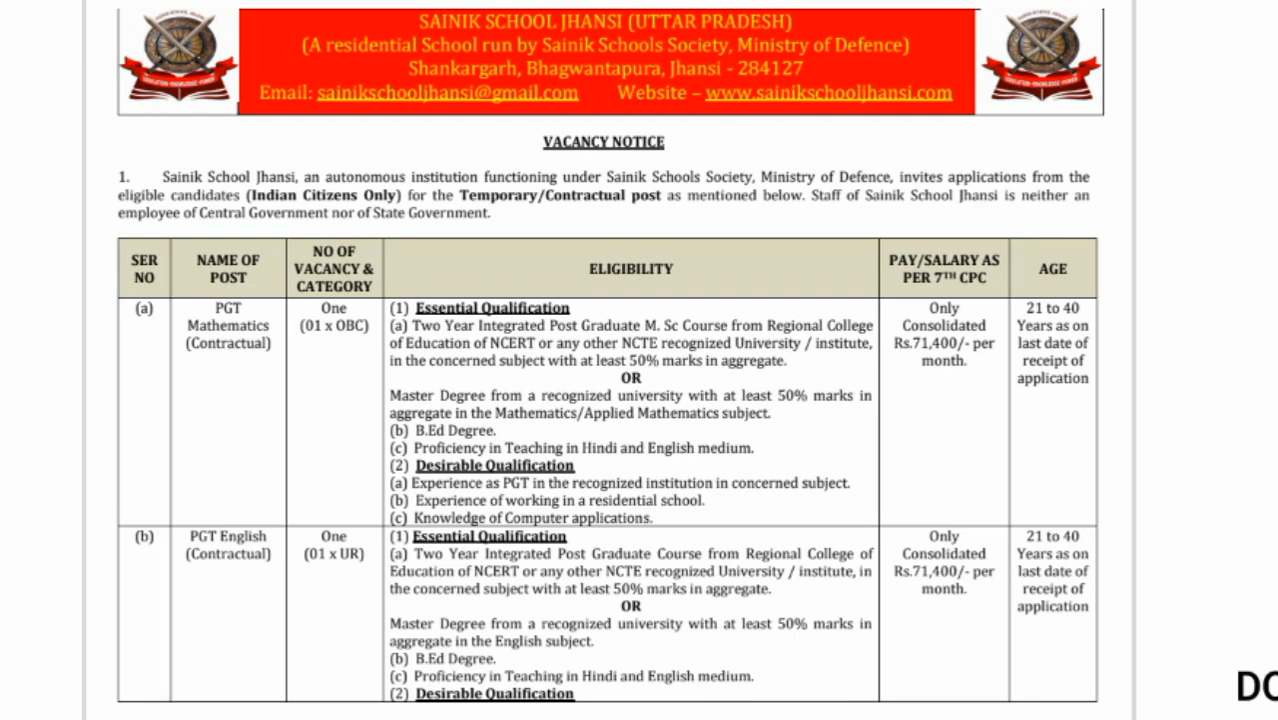 SAINIK SCHOOL JHANSI (UTTAR PRADESH)
(A residential School run by Sainik Schools Society, Ministry of Defence)
Shankargarh, Bhagwantapura, Jhansi - 284127
Email: sainikschooljhansi@gmail.com Website – www.sainikschooljhansi.com
VACANCY NOTICE
1. Sainik School Jhansi, an autonomous institution functioning under Sainik Schools Society, Ministry of Defence, invites applications from the
eligible candidates (Indian Citizens Only) for the Temporary/Contractual post as mentioned below. Staff of Sainik School Jhansi is neither an
employee of Central Government nor of State Government.
SER
NO
NAME OF
POST
NO OF
VACANCY &
CATEGORY
ELIGIBILITY
PAY/SALARY AS
PER 7TH CPC
AGE
(a)
PGT
Mathematics
(Contractual)
One
(01 x OBC)
(1) Essential Qualification
(a) Two Year Integrated Post Graduate M. Sc Course from Regional College
of Education of NCERT or any other NCTE recognized University / institute,
in the concerned subject with at least 50% marks in aggregate.
OR
Master Degree from a recognized university with at least 50% marks in
aggregate in the Mathematics/Applied Mathematics subject.
(b) B.Ed Degree.
(c) Proficiency in Teaching in Hindi and English medium.
(2) Desirable Qualification
(a) Experience as PGT in the recognized institution in concerned subject.
(b) Experience of working in a residential school.
(c) Knowledge of Computer applications.
Only
Consolidated
Rs.71,400/- per
month.
21 to 40
Years as on
last date of
receipt of
application
(b)
PGT English
(Contractual)
One
(01 x UR)
(1) Essential Qualification
(a) Two Year Integrated Post Graduate Course from Regional College of
Education of NCERT or any other NCTE recognized University / institute, in
the concerned subject with at least 50% marks in aggregate.
OR
Master Degree from a recognized university with at least 50% marks in
aggregate in the English subject.
(b) B.Ed Degree.
(c) Proficiency in Teaching in Hindi and English medium.
(2) Desirable Qualification
Only
Consolidated
Rs.71,400/- per
month.
21 to 40
Years as on
last date of
receipt of
application